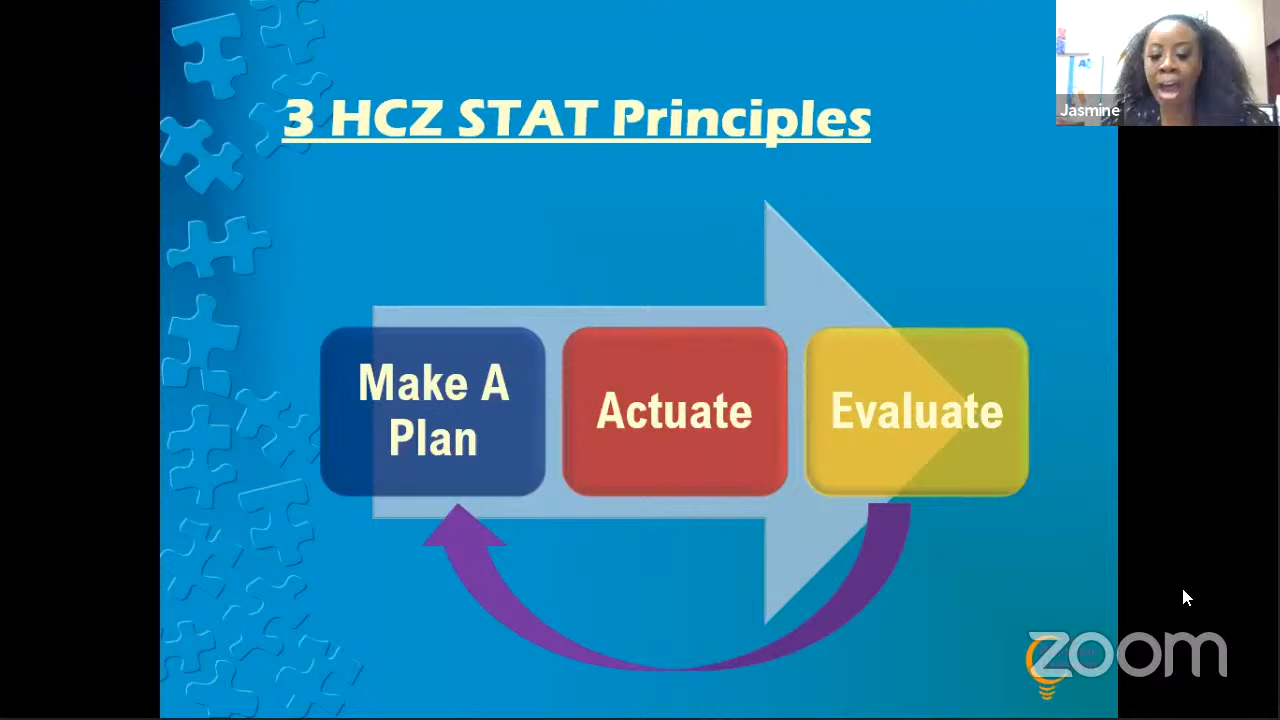 3 HCZ STAT Principles
Jasmine
Make A
Plan
Actuate
Evaluate
zoom